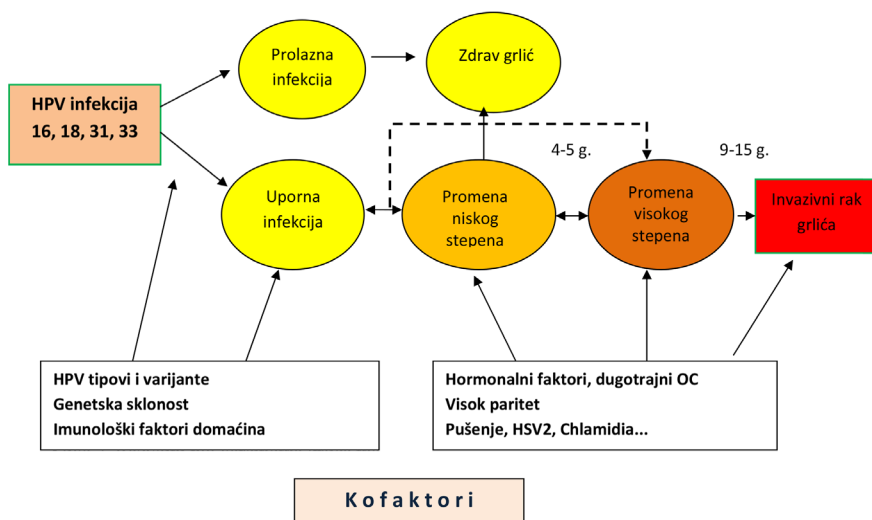 Prolazna
infekcija
Zdrav grlić
HPV infekcija
16, 18, 31, 33
4-5 g.
9-15 g.
Uporna
infekcija
Promena
niskog
stepena
Promena
visokog
stepena
Invazivni rak
grlića
HPV tipovi i varijante
Genetska sklonost
Imunološki faktori domaćina
Hormonalni faktori, dugotrajni OC
Visok paritet
Pušenje, HSV2, Chlamidia...
Kofaktori